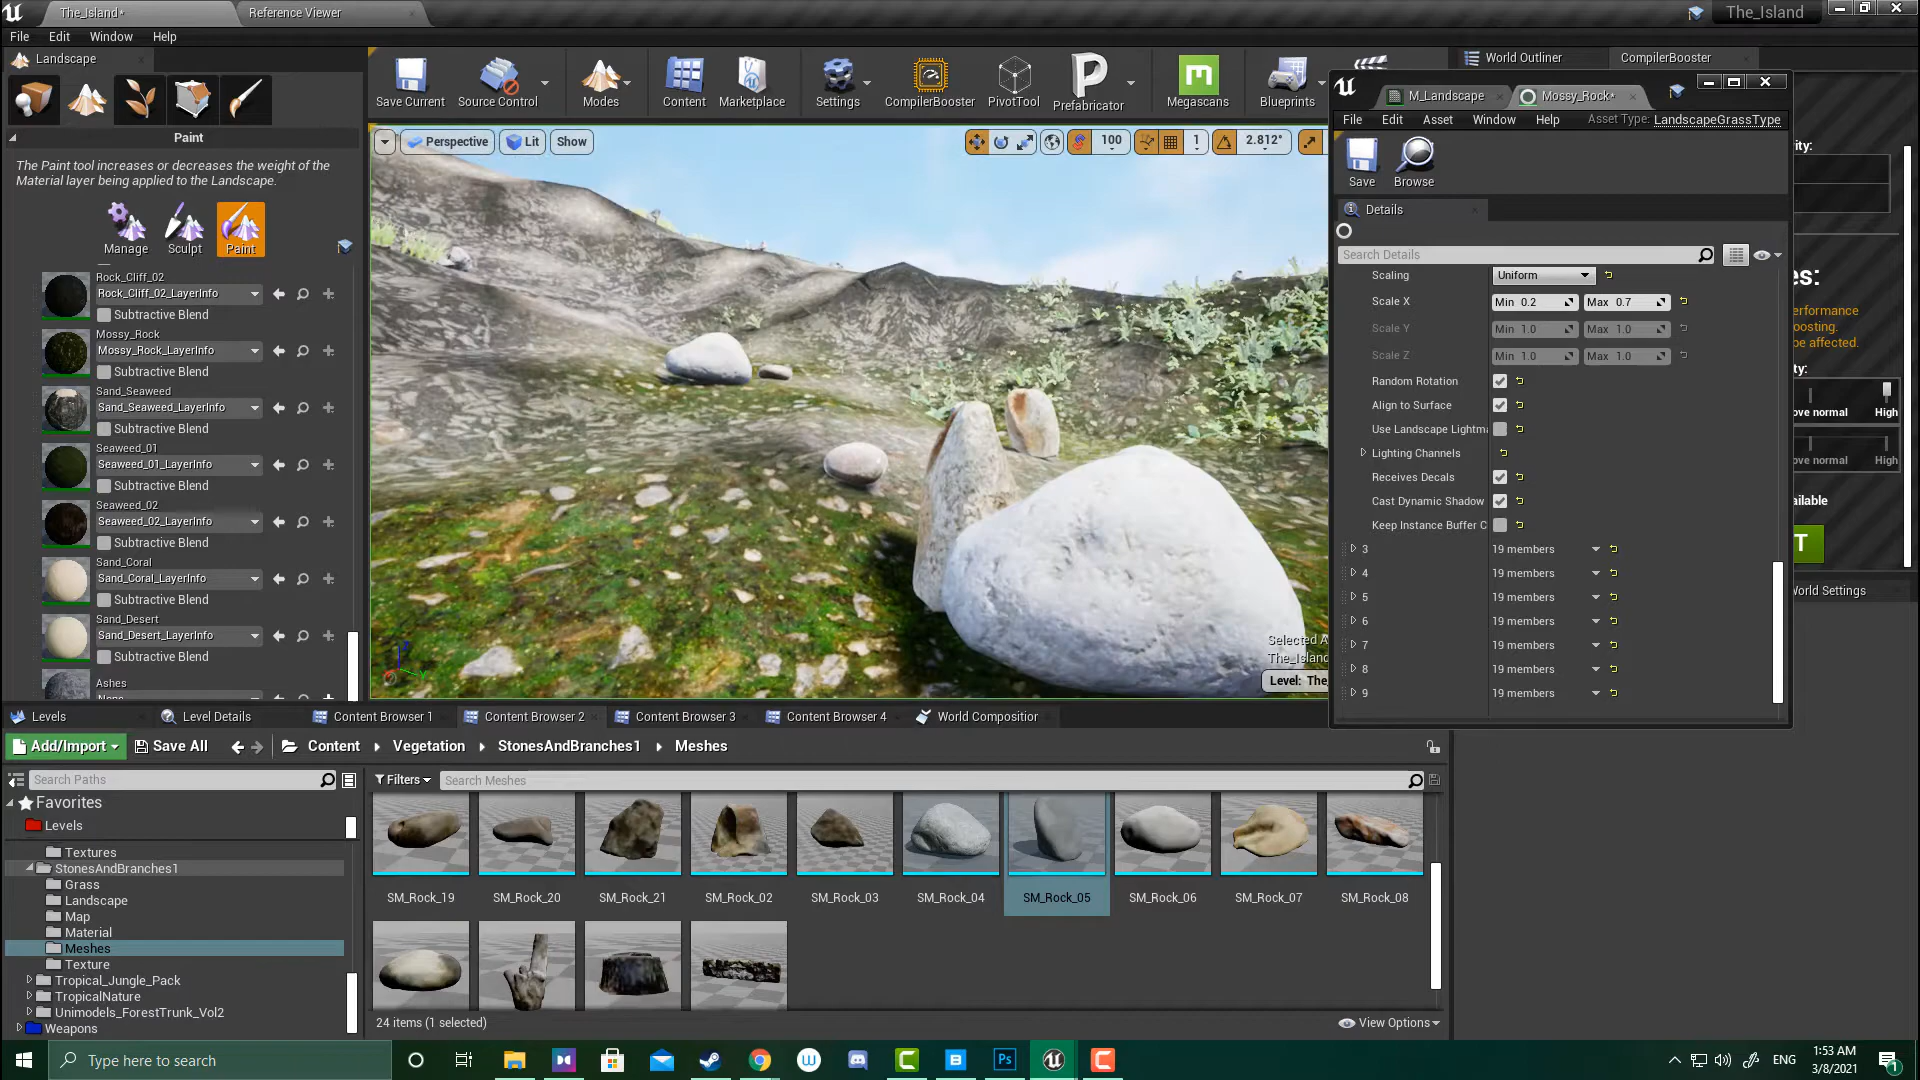 The_Island*
Reference Viewer
The_Island
File
Edit
Window
Help
Landscape
Save Current
Source Control
Modes
Content
Marketplace
Settings
CompilerBooster
PivotTool
Prefabricator
Megascans
Blueprints
World Outliner
CompilerBooster
Paint
The Paint tool increases or decreases the weight of the
Material layer being applied to the Landscape.
Manage
Sculpt
Paint
Perspective
Lit
Show
100
1
2.812°
Rock_Cliff_02
Rock_Cliff_02_LayerInfo
Subtractive Blend
Mossy_Rock
Mossy_Rock_LayerInfo
Subtractive Blend
Sand_Seaweed
Sand_Seaweed_LayerInfo
Subtractive Blend
Seaweed_01
Seaweed_01_LayerInfo
Subtractive Blend
Seaweed_02
Seaweed_02_LayerInfo
Subtractive Blend
Sand_Coral
Sand_Coral_LayerInfo
Subtractive Blend
Sand_Desert
Sand_Desert_LayerInfo
Subtractive Blend
Ashes
None
Selected A
The_Island
Level: The_
M_Landscape
Mossy_Rock*
File
Edit
Asset
Window
Help
Asset Type: LandscapeGrassType
Save
Browse
Details
Search Details
Scaling
Uniform
Scale X
Min 0.2
Max 0.7
Scale Y
Min 1.0
Max 1.0
Scale Z
Min 1.0
Max 1.0
Random Rotation
Align to Surface
Use Landscape Lightm
Lighting Channels
Receives Decals
Cast Dynamic Shadow
Keep Instance Buffer C
3
19 members
4
19 members
5
19 members
6
19 members
7
19 members
8
19 members
9
19 members
ity:
es:
erformance
oosting.
be affected.
ty:
ove normal
High
ove normal
High
ailable
T
World Settings
Levels
Level Details
Content Browser 1
Content Browser 2
Content Browser 3
Content Browser 4
World Compositior
Add/Import
Save All
Content
Vegetation
StonesAndBranches1
Meshes
Search Paths
Filters
Search Meshes
Favorites
Levels
Textures
StonesAndBranches1
Grass
Landscape
Map
Material
Meshes
Texture
Tropical_Jungle_Pack
TropicalNature
Unimodels_ForestTrunk_Vol2
Weapons
SM_Rock_19
SM_Rock_20
SM_Rock_21
SM_Rock_02
SM_Rock_03
SM_Rock_04
SM_Rock_05
SM_Rock_06
SM_Rock_07
SM_Rock_08
24 items (1 selected)
View Options
Type here to search
Ps
ENG
1:53 AM
3/8/2021
1